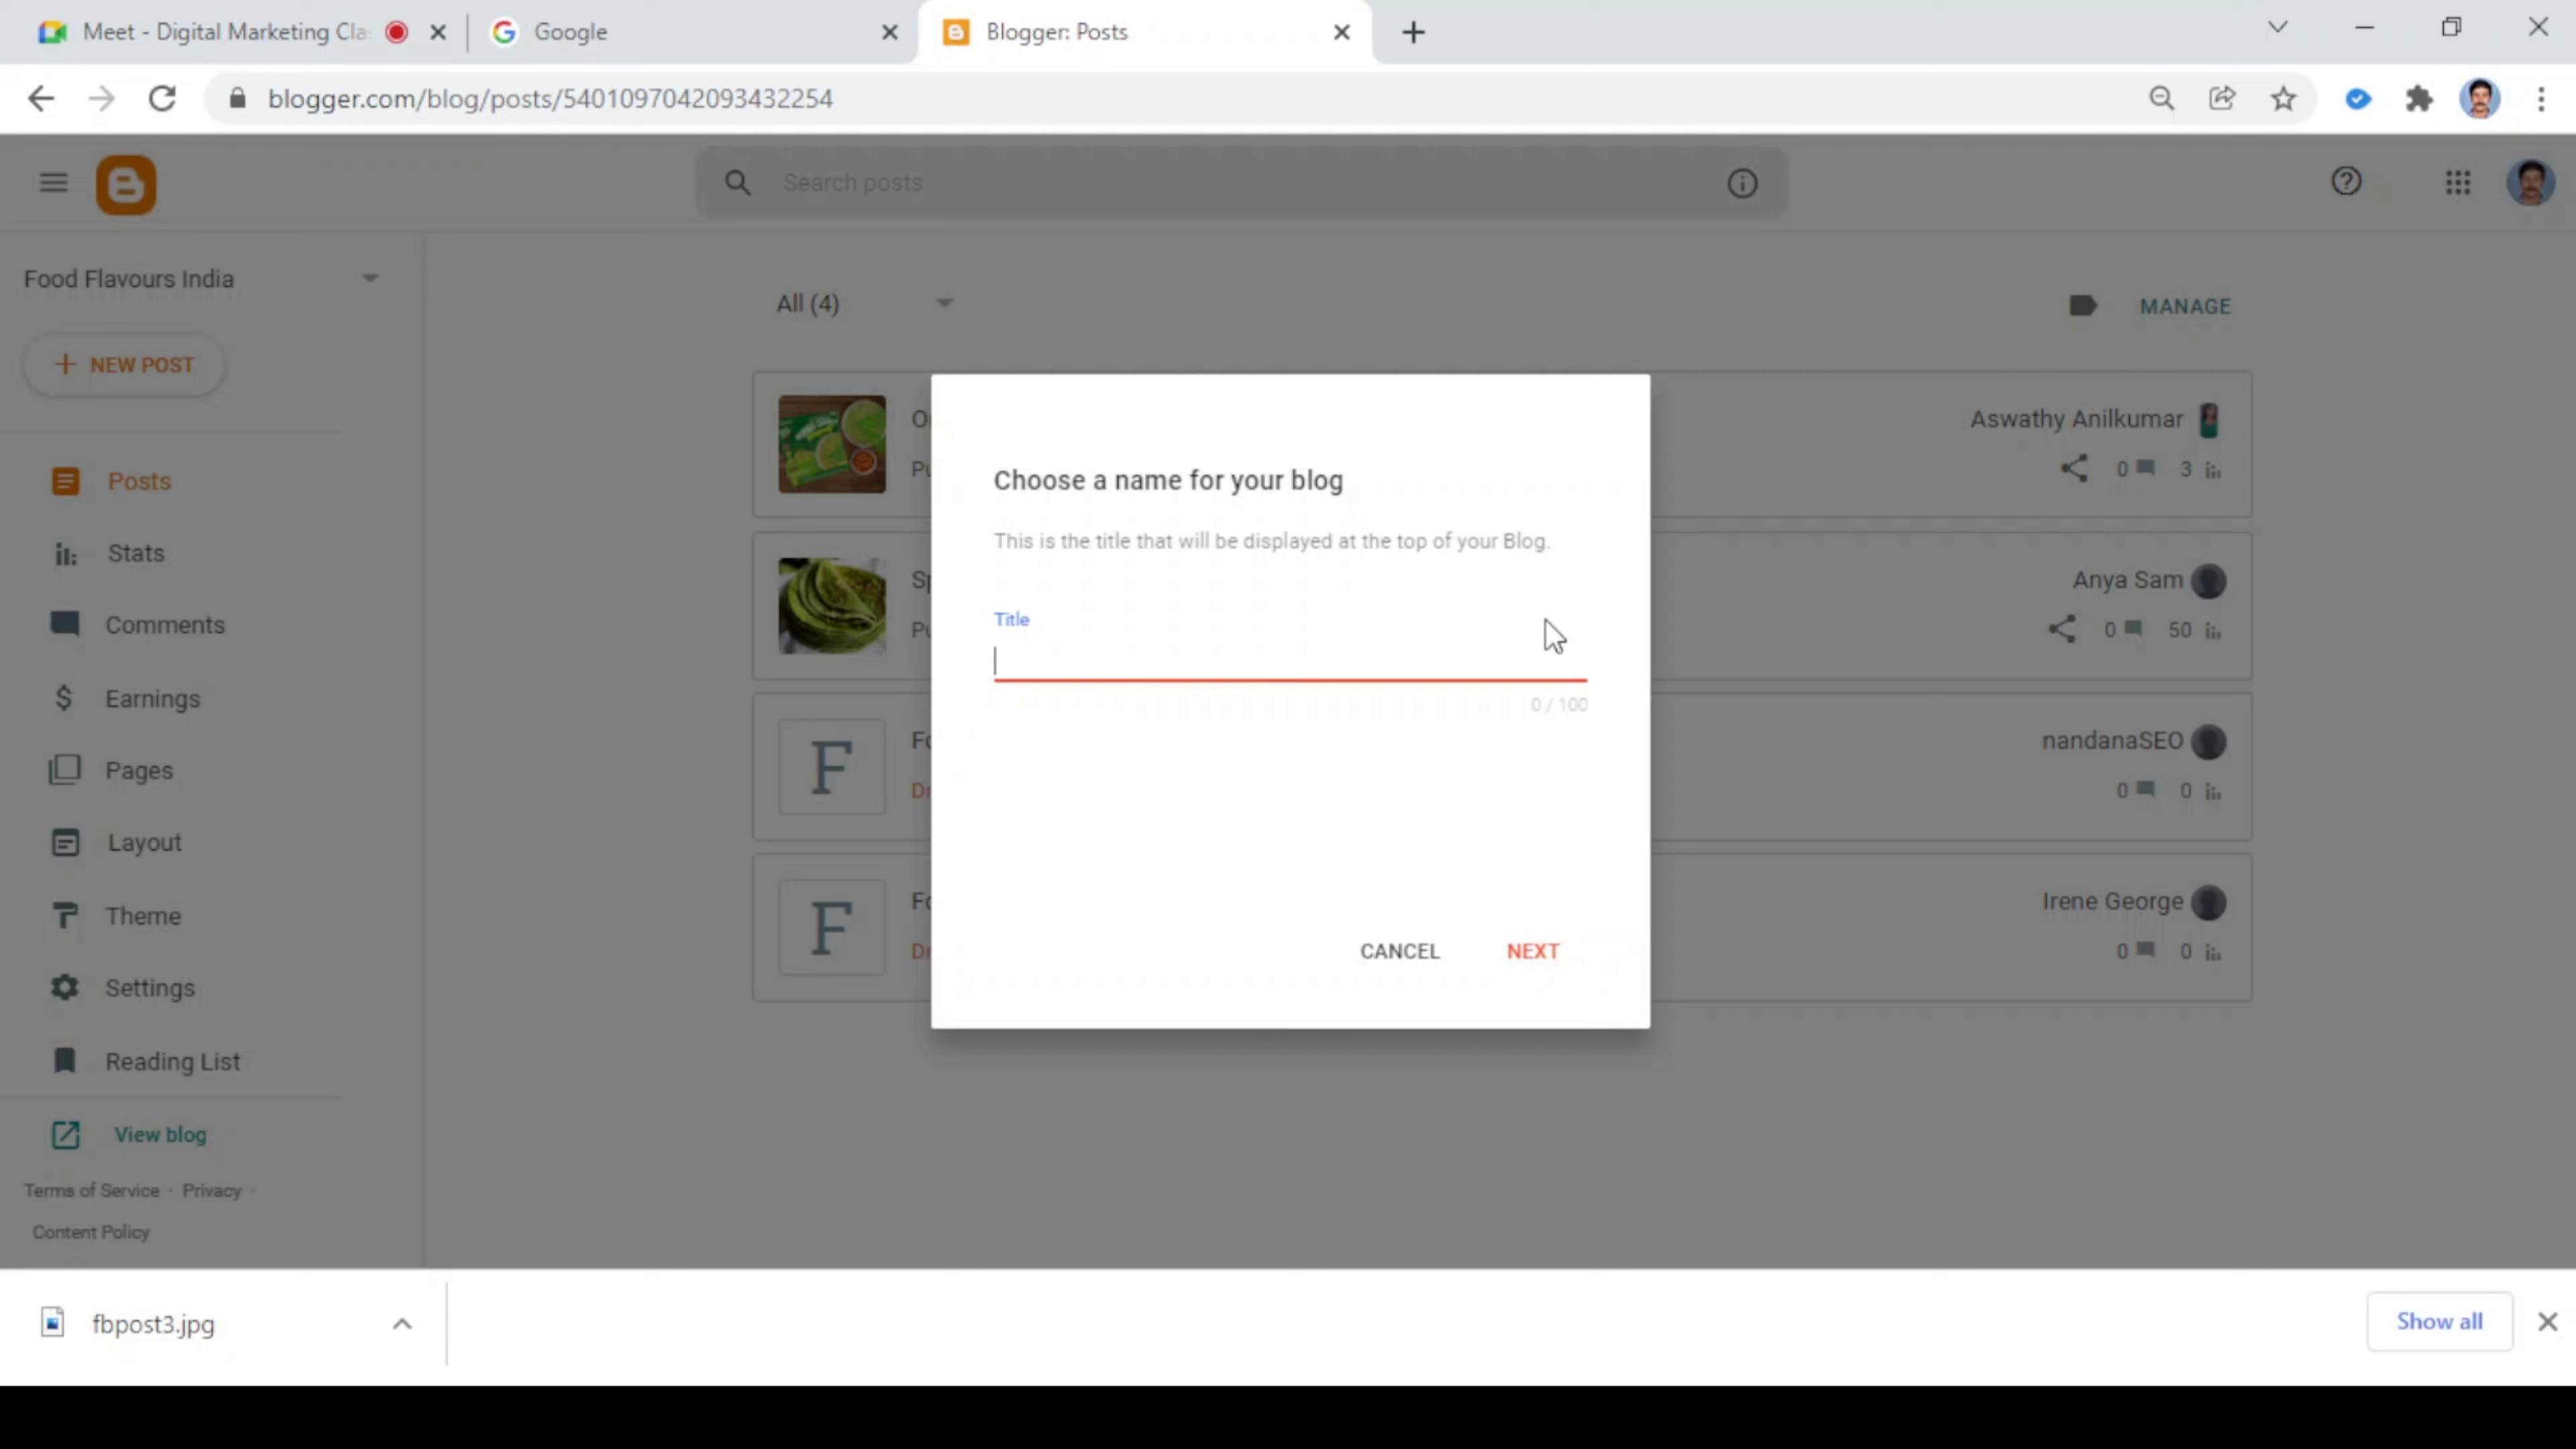 Meet - Digital Marketing Cla
Google
Blogger: Posts
blogger.com/blog/posts/5401097042093432254
Search posts
Food Flavours India
NEW POST
Posts
Stats
Comments
Earnings
Pages
Layout
Theme
Settings
Reading List
View blog
Terms of Service · Privacy ·
Content Policy
All (4)
MANAGE
Aswathy Anilkumar
0 3
Anya Sam
0 50
F
nandanaSEO
0 0
F
Irene George
0 0
Choose a name for your blog
This is the title that will be displayed at the top of your Blog.
Title
0 / 100
CANCEL NEXT
fbpost3.jpg
Show all